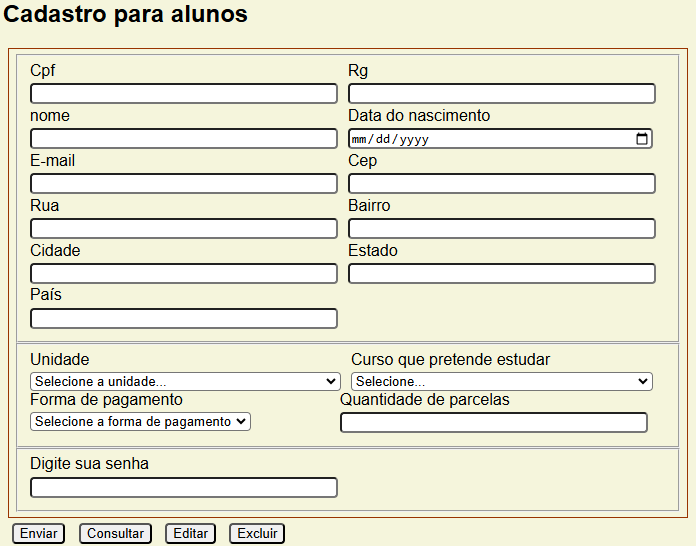 Cadastro para alunos
Cpf Rg
nome Data do nascimento
mm/dd/yyyy
E-mail Cep
Rua Bairro
Cidade Estado
País
Unidade Curso que pretende estudar
Selecione a unidade... Selecione...
Forma de pagamento Quantidade de parcelas
Selecione a forma de pagamento
Digite sua senha
Enviar Consultar Editar Excluir